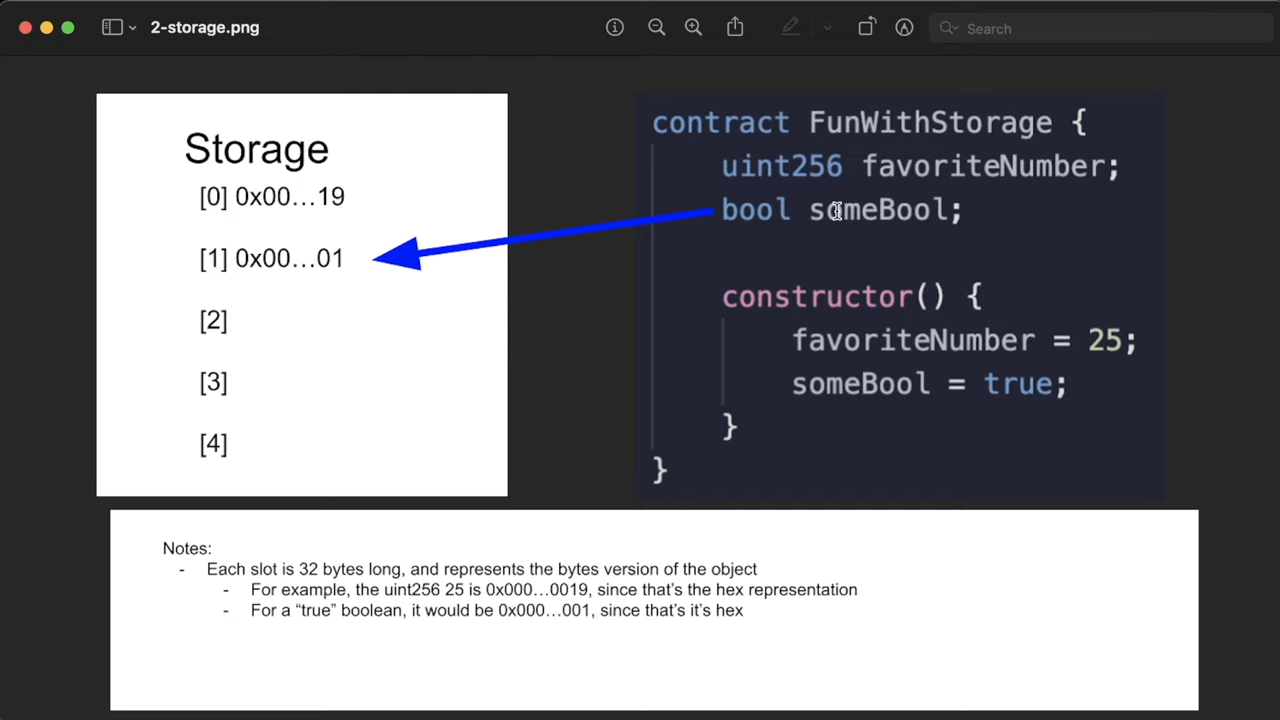 2-storage.png
Search
Storage
[0] 0x00…19
[1] 0x00…01
[2]
[3]
[4]
contract FunWithStorage {
uint256 favoriteNumber;
bool someBool;
constructor() {
favoriteNumber = 25;
someBool = true;
}
}
Notes:
- Each slot is 32 bytes long, and represents the bytes version of the object
- For example, the uint256 25 is 0x000…0019, since that's the hex representation
- For a “true” boolean, it would be 0x000…001, since that's it's hex